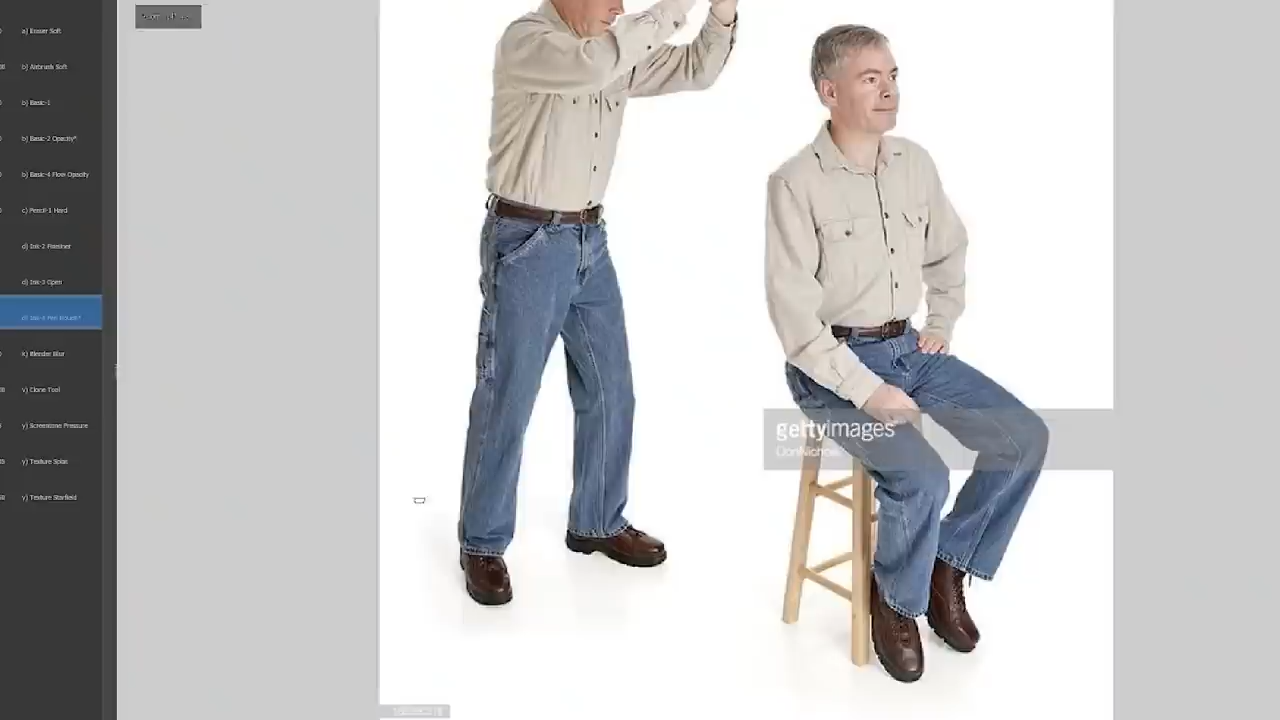 a) Eraser Soft
b) Airbrush Soft
b) Basic-1
b) Basic-2 Opacity*
b) Basic-4 Flow Opacity
c) Pencil-1 Hard
d) Ink-2 Fineliner
d) Ink-3 Open
k) Blender Blur
v) Clone Tool
y) Screentone Pressure
y) Texture Splat
y) Texture Starfield
gettyimages